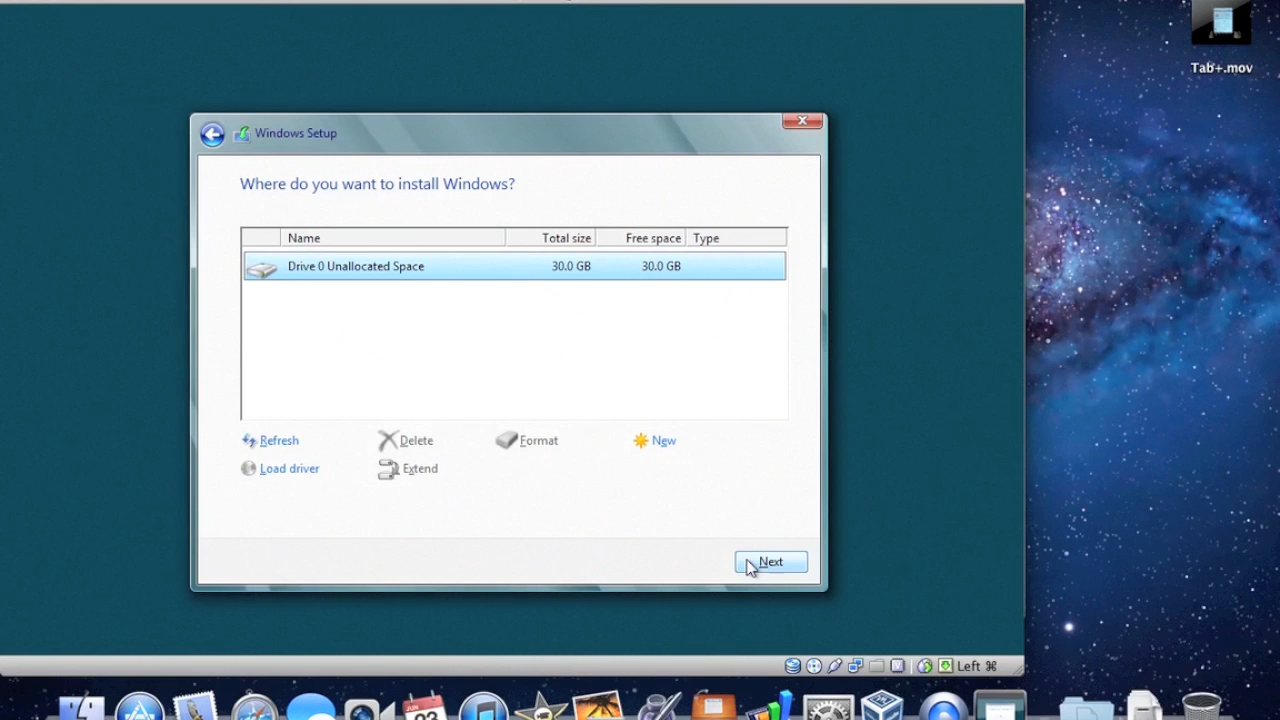 Tab+.mov
Windows Setup
Where do you want to install Windows?
Name Total size Free space Type
Drive 0 Unallocated Space 30.0 GB 30.0 GB
Refresh Delete Format New
Load driver Extend
Next
Left ⌘
JUN